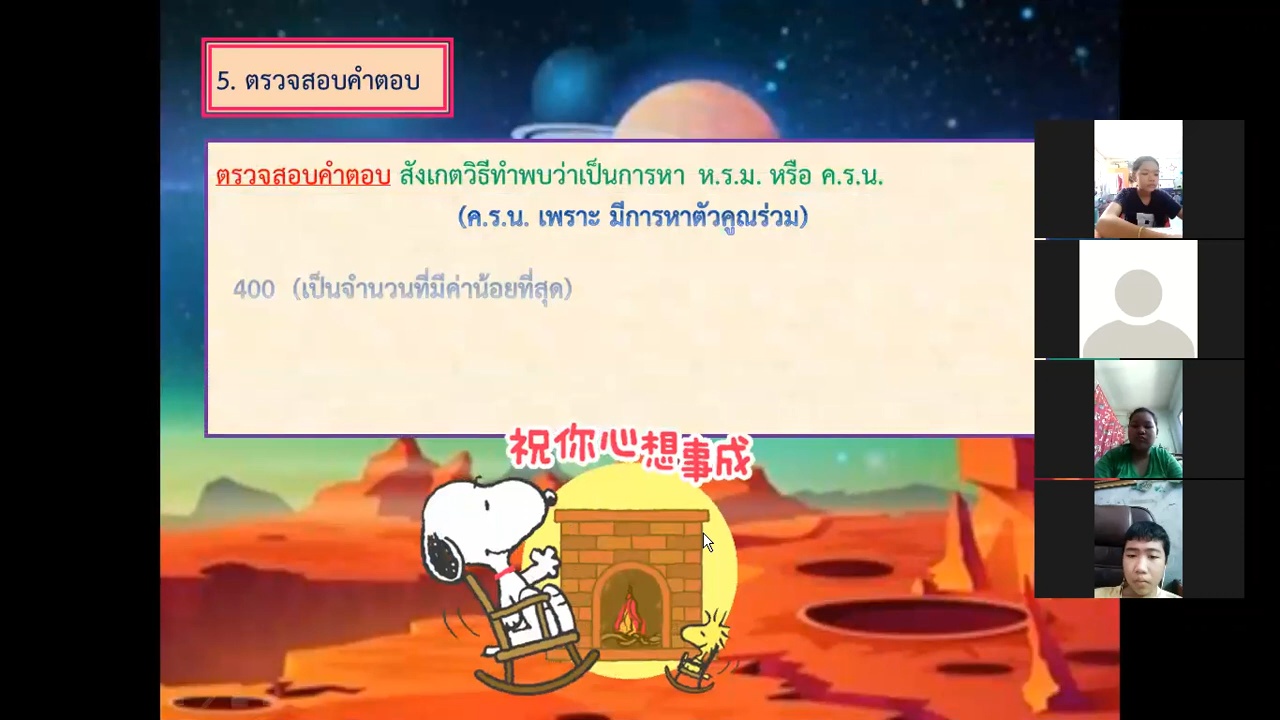 5. ตรวจสอบคำตอบ
ตรวจสอบคำตอบ สังเกตวิธีทำพบว่าเป็นการหา ห.ร.ม. หรือ ค.ร.น.
(ค.ร.น. เพราะ มีการหาตัวคูณร่วม)
400 (เป็นจำนวนที่มีค่าน้อยที่สุด)
祝你心想事成